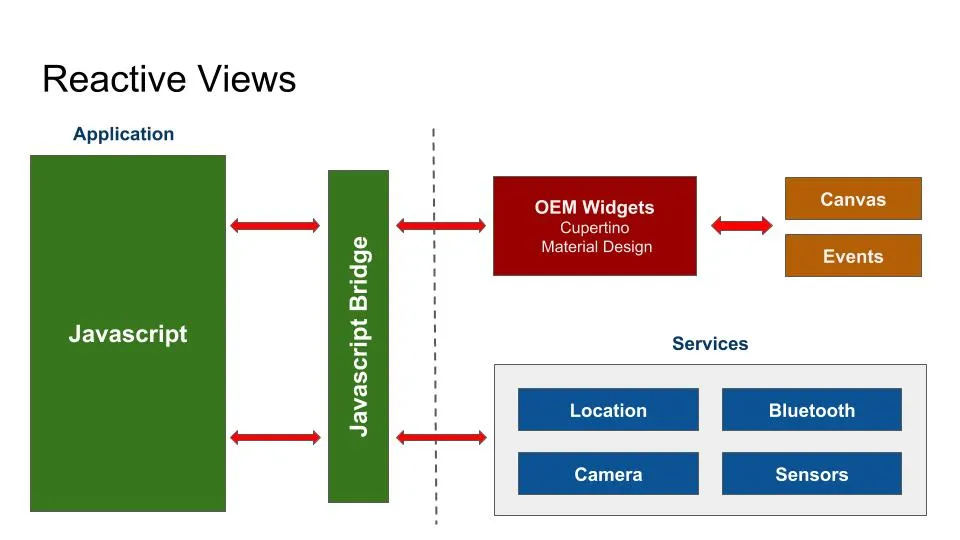 Reactive Views
Application
Javascript
Javascript Bridge
OEM Widgets
Cupertino
Material Design
Canvas
Events
Services
Location
Bluetooth
Camera
Sensors